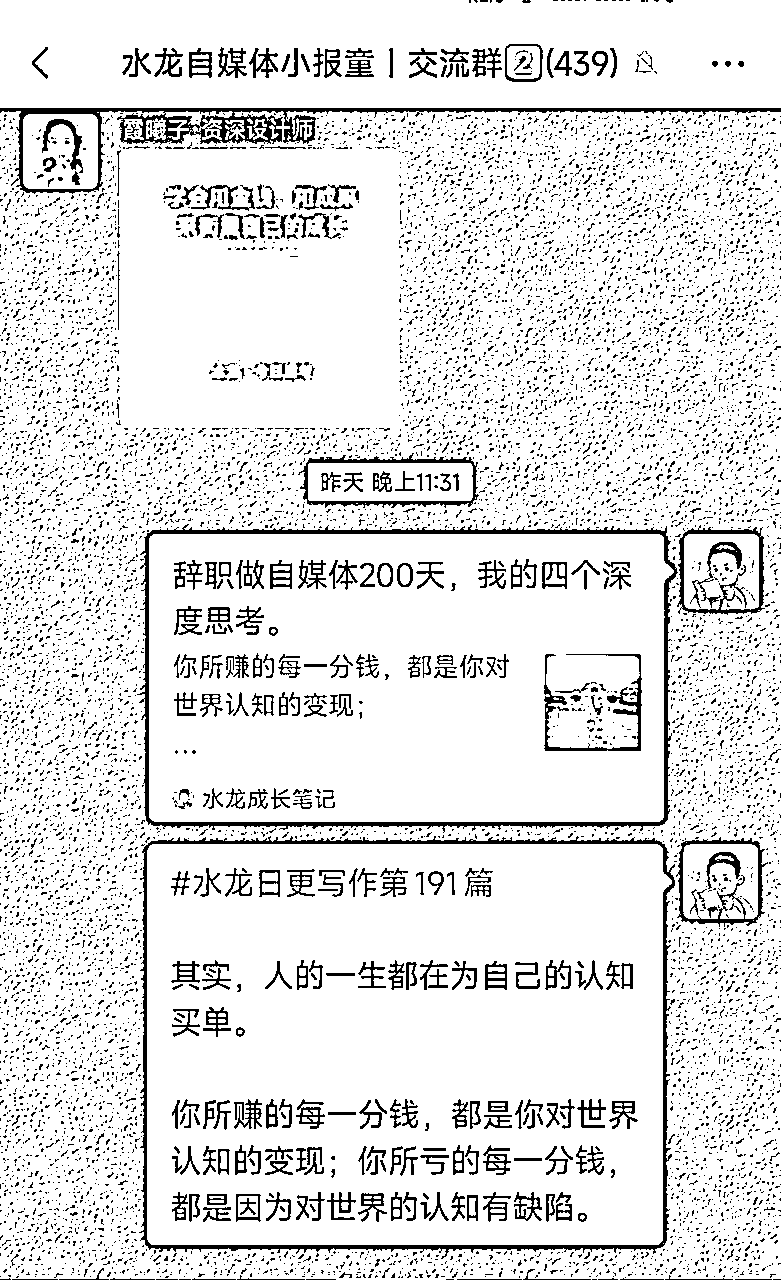 水龙自媒体小报童 | 交流群2(439)
霞曦子·资深设计师
昨天 晚上11:31
辞职做自媒体200天，我的四个深
度思考。
你所赚的每一分钱，都是你对
世界认知的变现；
...
水龙成长笔记
#水龙日更写作第191篇
其实，人的一生都在为自己的认知
买单。
你所赚的每一分钱，都是你对世界
认知的变现；你所亏的每一分钱，
都是因为对世界的认知有缺陷。